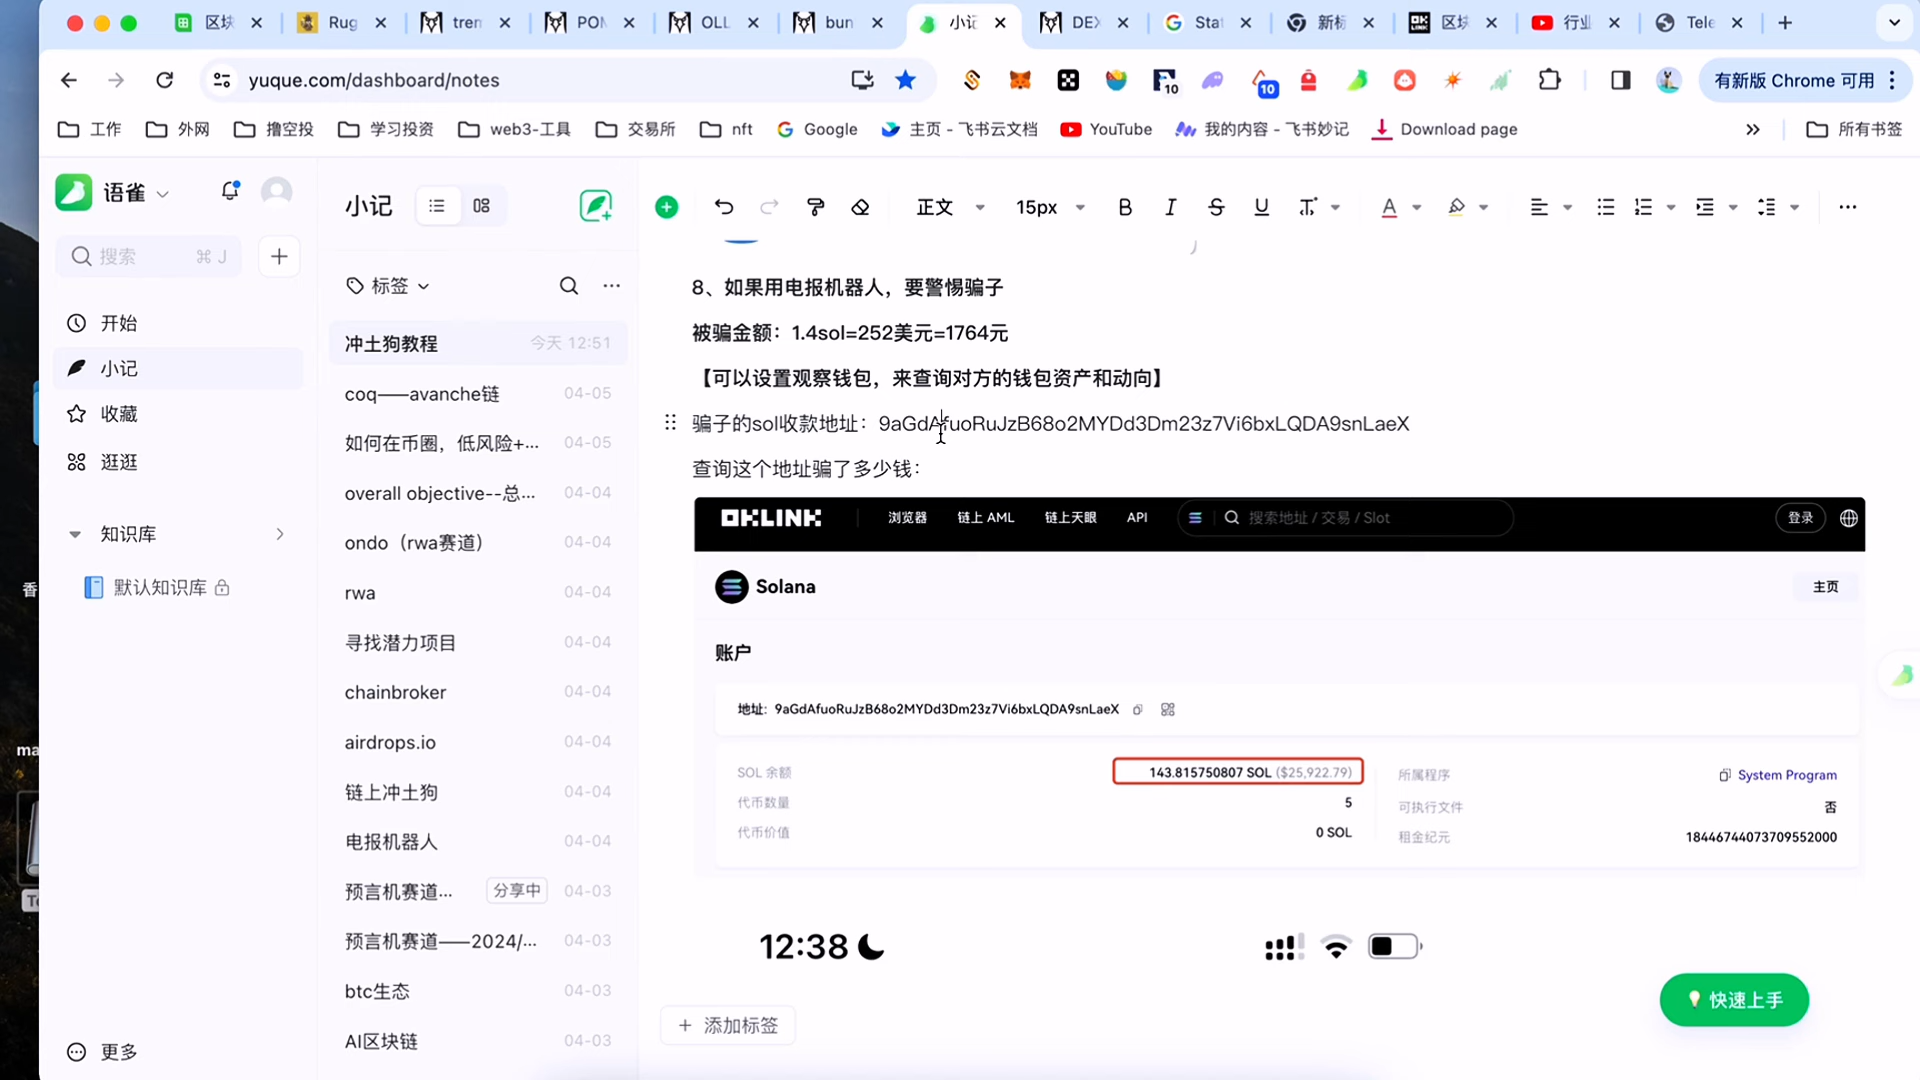 区块
Rug
tren
PON
OLL
bun
小记
DEX
Stat
新标
区块
行业
Tele
yuque.com/dashboard/notes
10
10
有新版 Chrome 可用
工作
外网
撸空投
学习投资
web3-工具
交易所
nft
Google
主页 - 飞书云文档
YouTube
我的内容 - 飞书妙记
Download page
所有书签
语雀
搜索
⌘ J
开始
小记
收藏
逛逛
知识库
默认知识库
更多
小记
标签
冲土狗教程 今天 12:51
coq——avanche链 04-05
如何在币圈，低风险+... 04-05
overall objective--总... 04-04
ondo（rwa赛道） 04-04
rwa 04-04
寻找潜力项目 04-04
chainbroker 04-04
airdrops.io 04-04
链上冲土狗 04-04
电报机器人 04-04
预言机赛道... 分享中 04-03
预言机赛道——2024/... 04-03
btc生态 04-03
AI区块链 04-03
正文
15px
B I S U
8、如果用电报机器人，要警惕骗子
被骗金额：1.4sol=252美元=1764元
【可以设置观察钱包，来查询对方的钱包资产和动向】
骗子的sol收款地址：9aGdAfuoRuJzB68o2MYDd3Dm23z7Vi6bxLQDA9snLaeX
查询这个地址骗了多少钱：
OKLINK 浏览器 链上 AML 链上天眼 API 搜索地址 / 交易 / Slot 登录
Solana 主页
账户
地址: 9aGdAfuoRuJzB68o2MYDd3Dm23z7Vi6bxLQDA9snLaeX
SOL 余额 143.815750807 SOL ($25,922.79) 所属程序 System Program
代币数量 5 可执行文件 否
代币价值 0 SOL 租金纪元 18446744073709552000
12:38
快速上手
+ 添加标签
香
ma